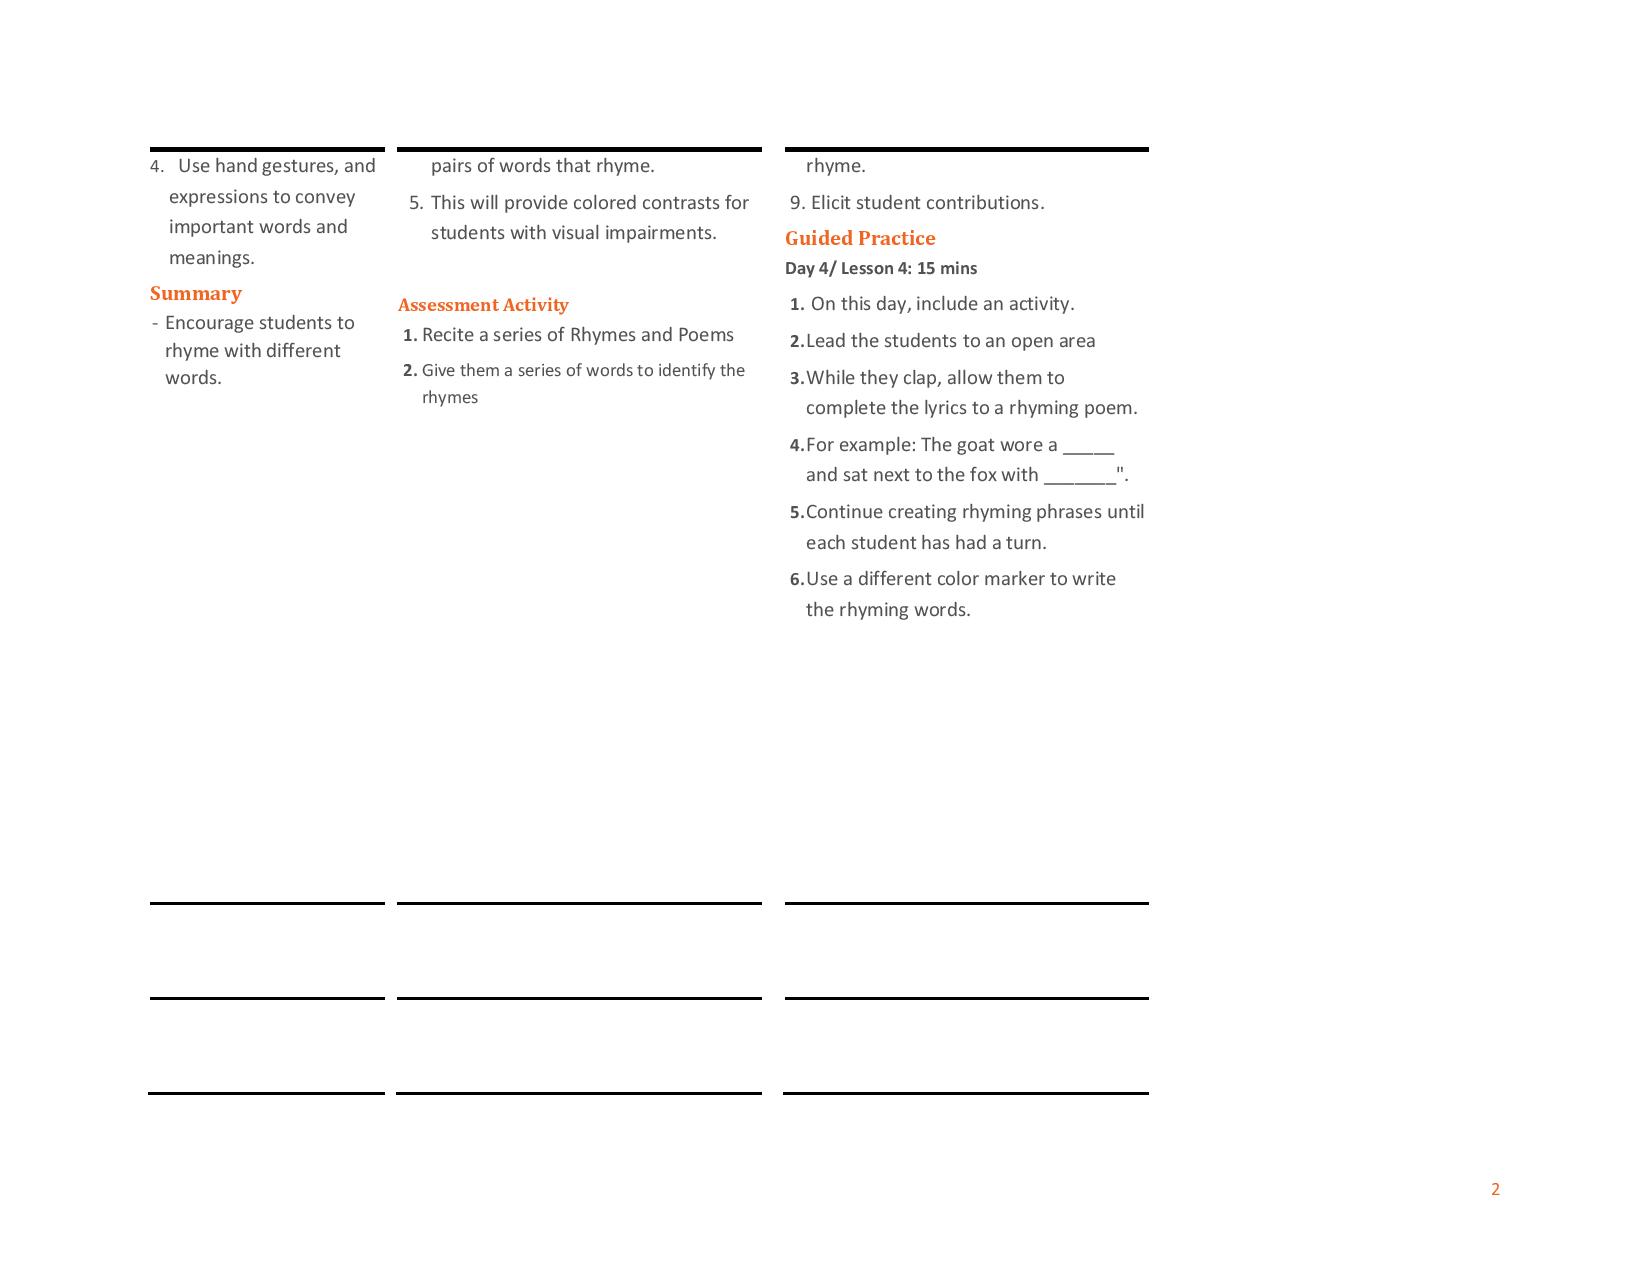 4. Use hand gestures, and
expressions to convey
important words and
meanings.
Summary
- Encourage students to
rhyme with different
words.
pairs of words that rhyme.
5. This will provide colored contrasts for
students with visual impairments.
Assessment Activity
1. Recite a series of Rhymes and Poems
2. Give them a series of words to identify the
rhymes
rhyme.
9. Elicit student contributions.
Guided Practice
Day 4/ Lesson 4: 15 mins
1. On this day, include an activity.
2.Lead the students to an open area
3.While they clap, allow them to
complete the lyrics to a rhyming poem.
4.For example: The goat wore a _____
and sat next to the fox with _______".
5.Continue creating rhyming phrases until
each student has had a turn.
6.Use a different color marker to write
the rhyming words.
2